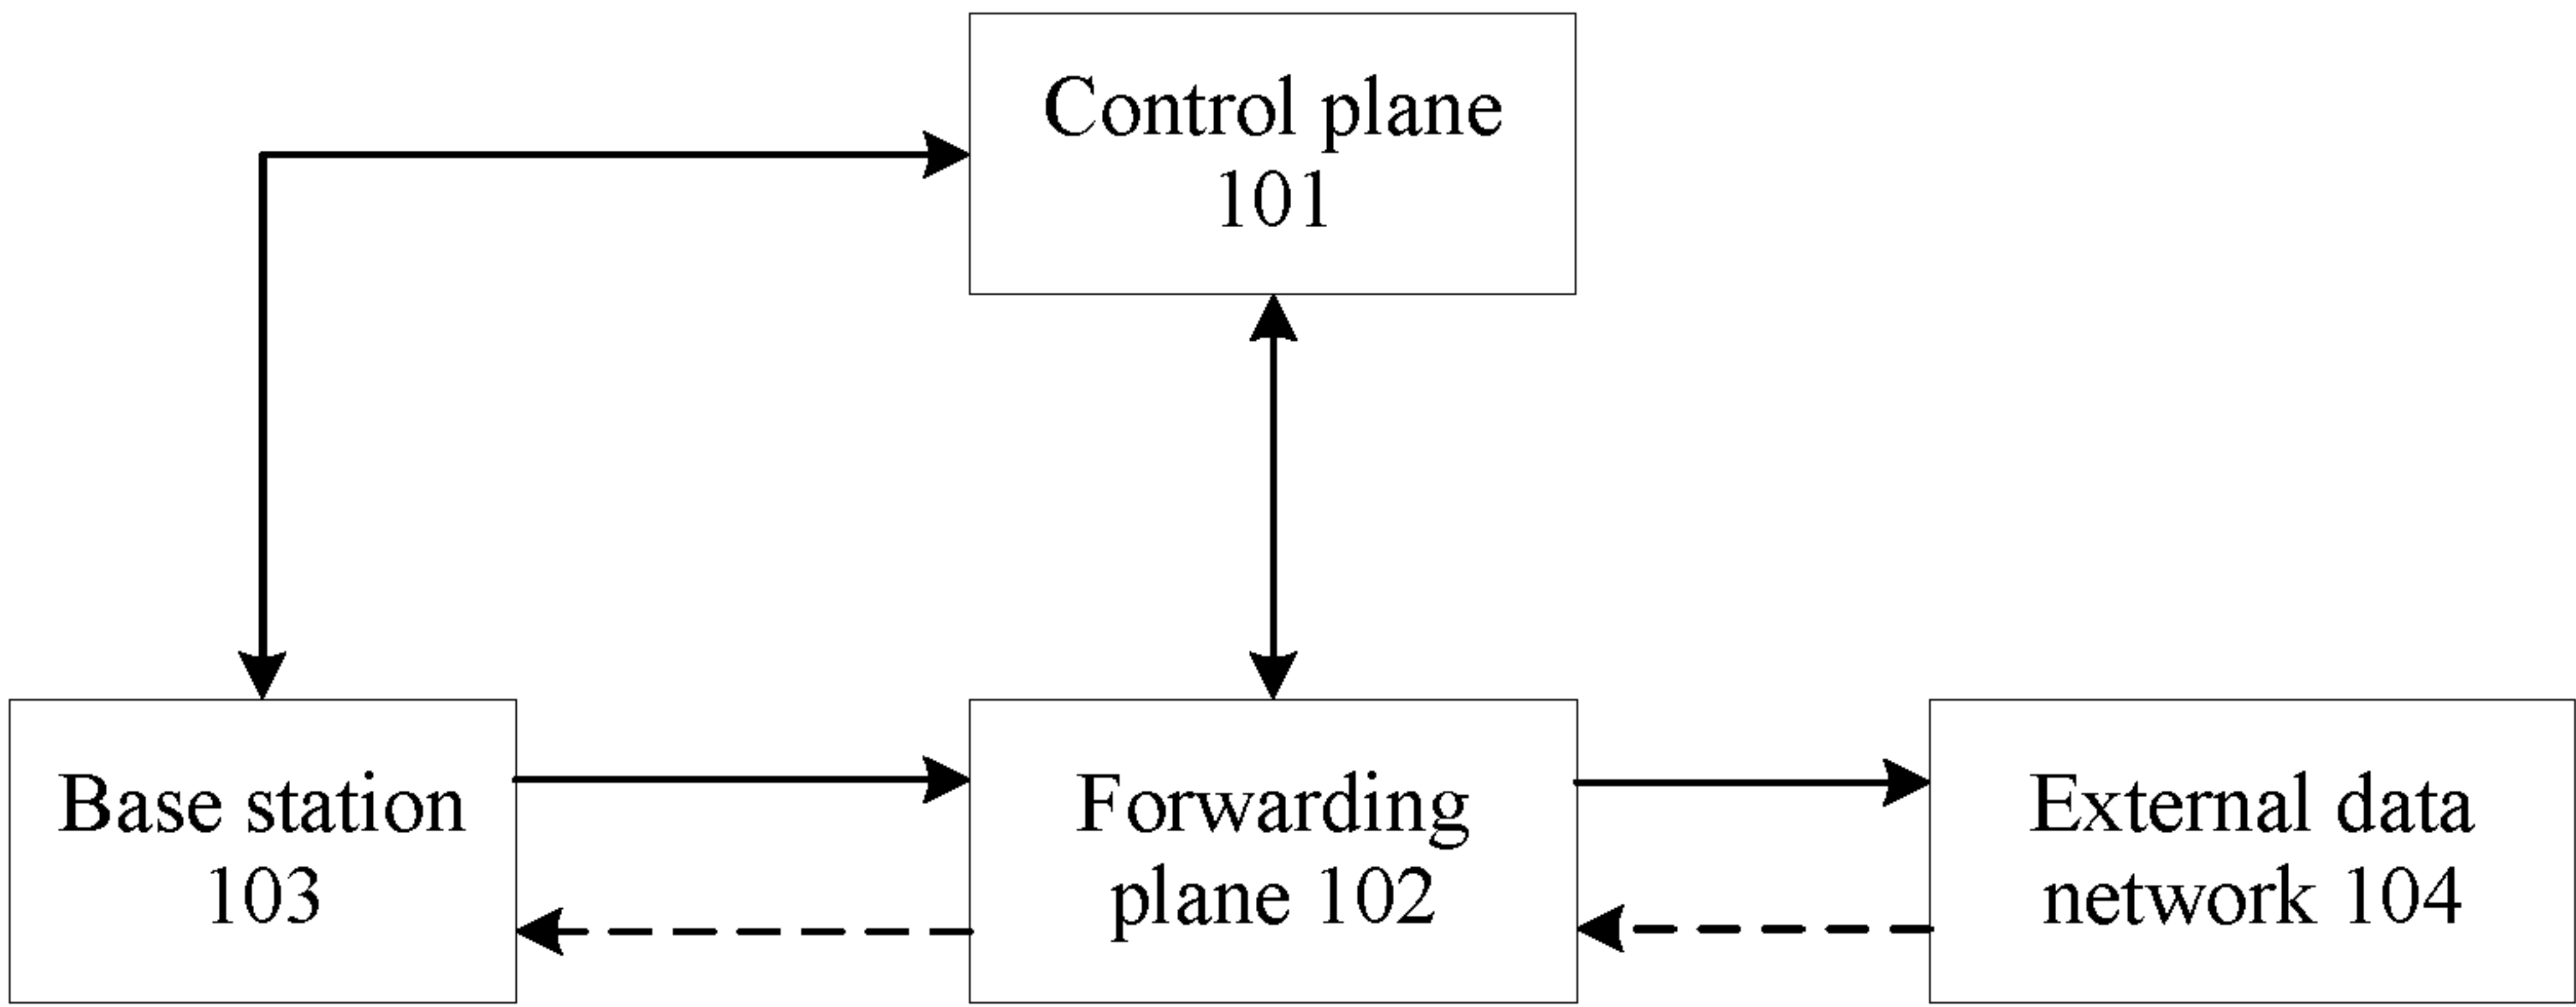 Control plane
101
Base station
103
Forwarding
plane 102
External data
network 104